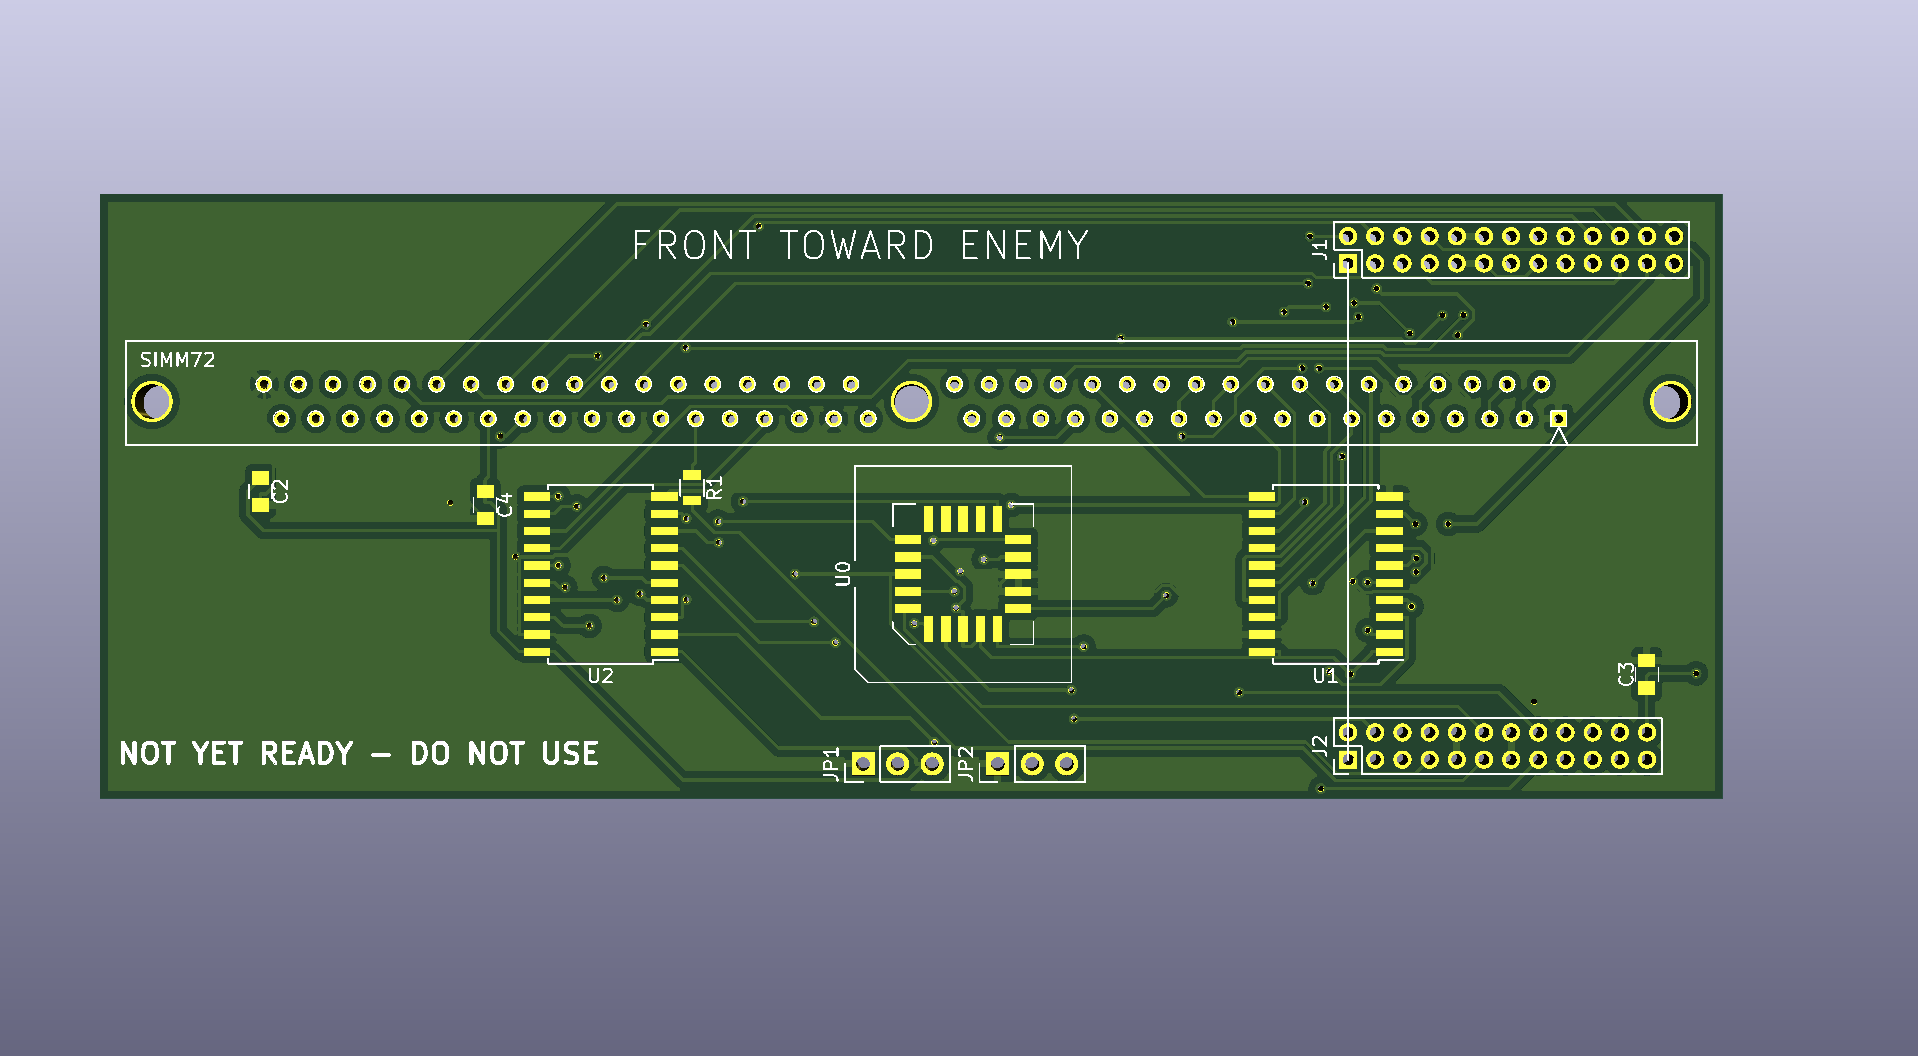 FRONT TOWARD ENEMY
J1
SIMM72
C2
C4
R1
U0
U2
U1
C3
NOT YET READY – DO NOT USE
JP1
JP2
J2